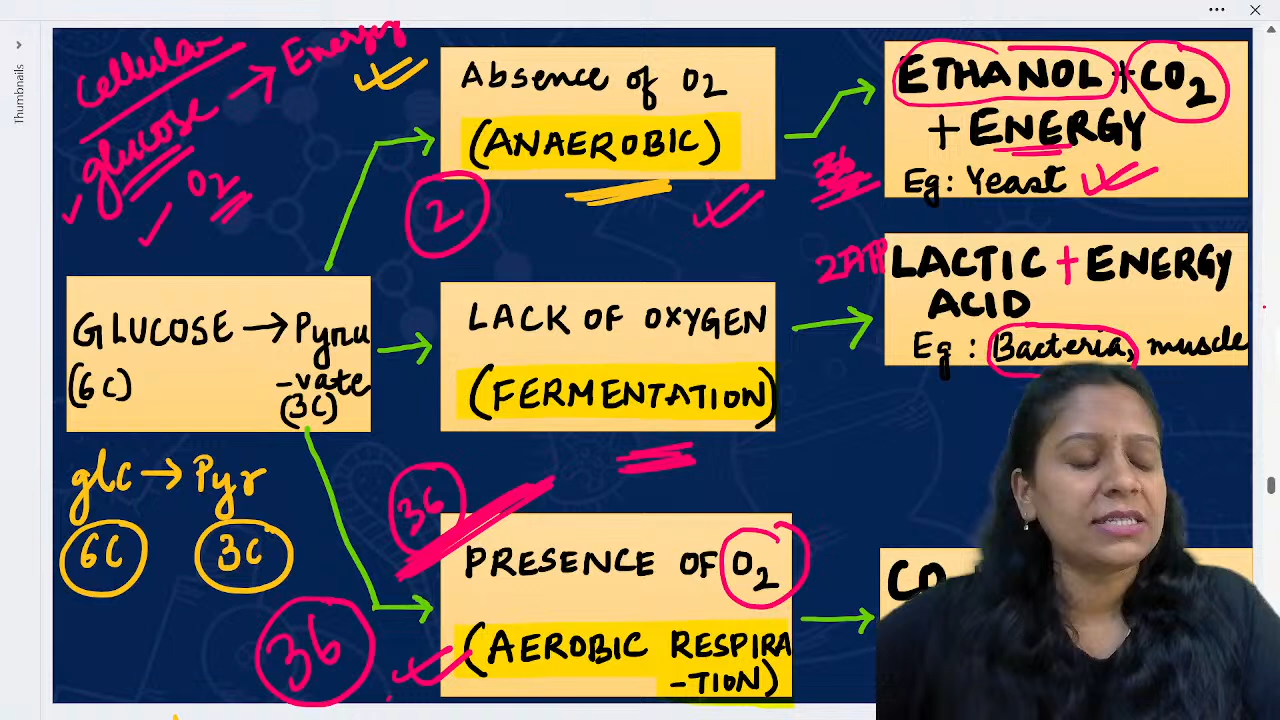 Thumbnails
Cellular
glucose → Energy
O2
Absence of O2
(ANAEROBIC)
2
ETHANOL + CO2
+ ENERGY
Eg: Yeast
36
2ATP
GLUCOSE → Pyru
-vate
(6C)
(3C)
LACK OF OXYGEN
(FERMENTATION)
LACTIC + ENERGY
ACID
Eg : Bacteria, muscle
glc → Pyr
6C
3C
36
36
PRESENCE OF O2
(AEROBIC RESPIRA
-TION)